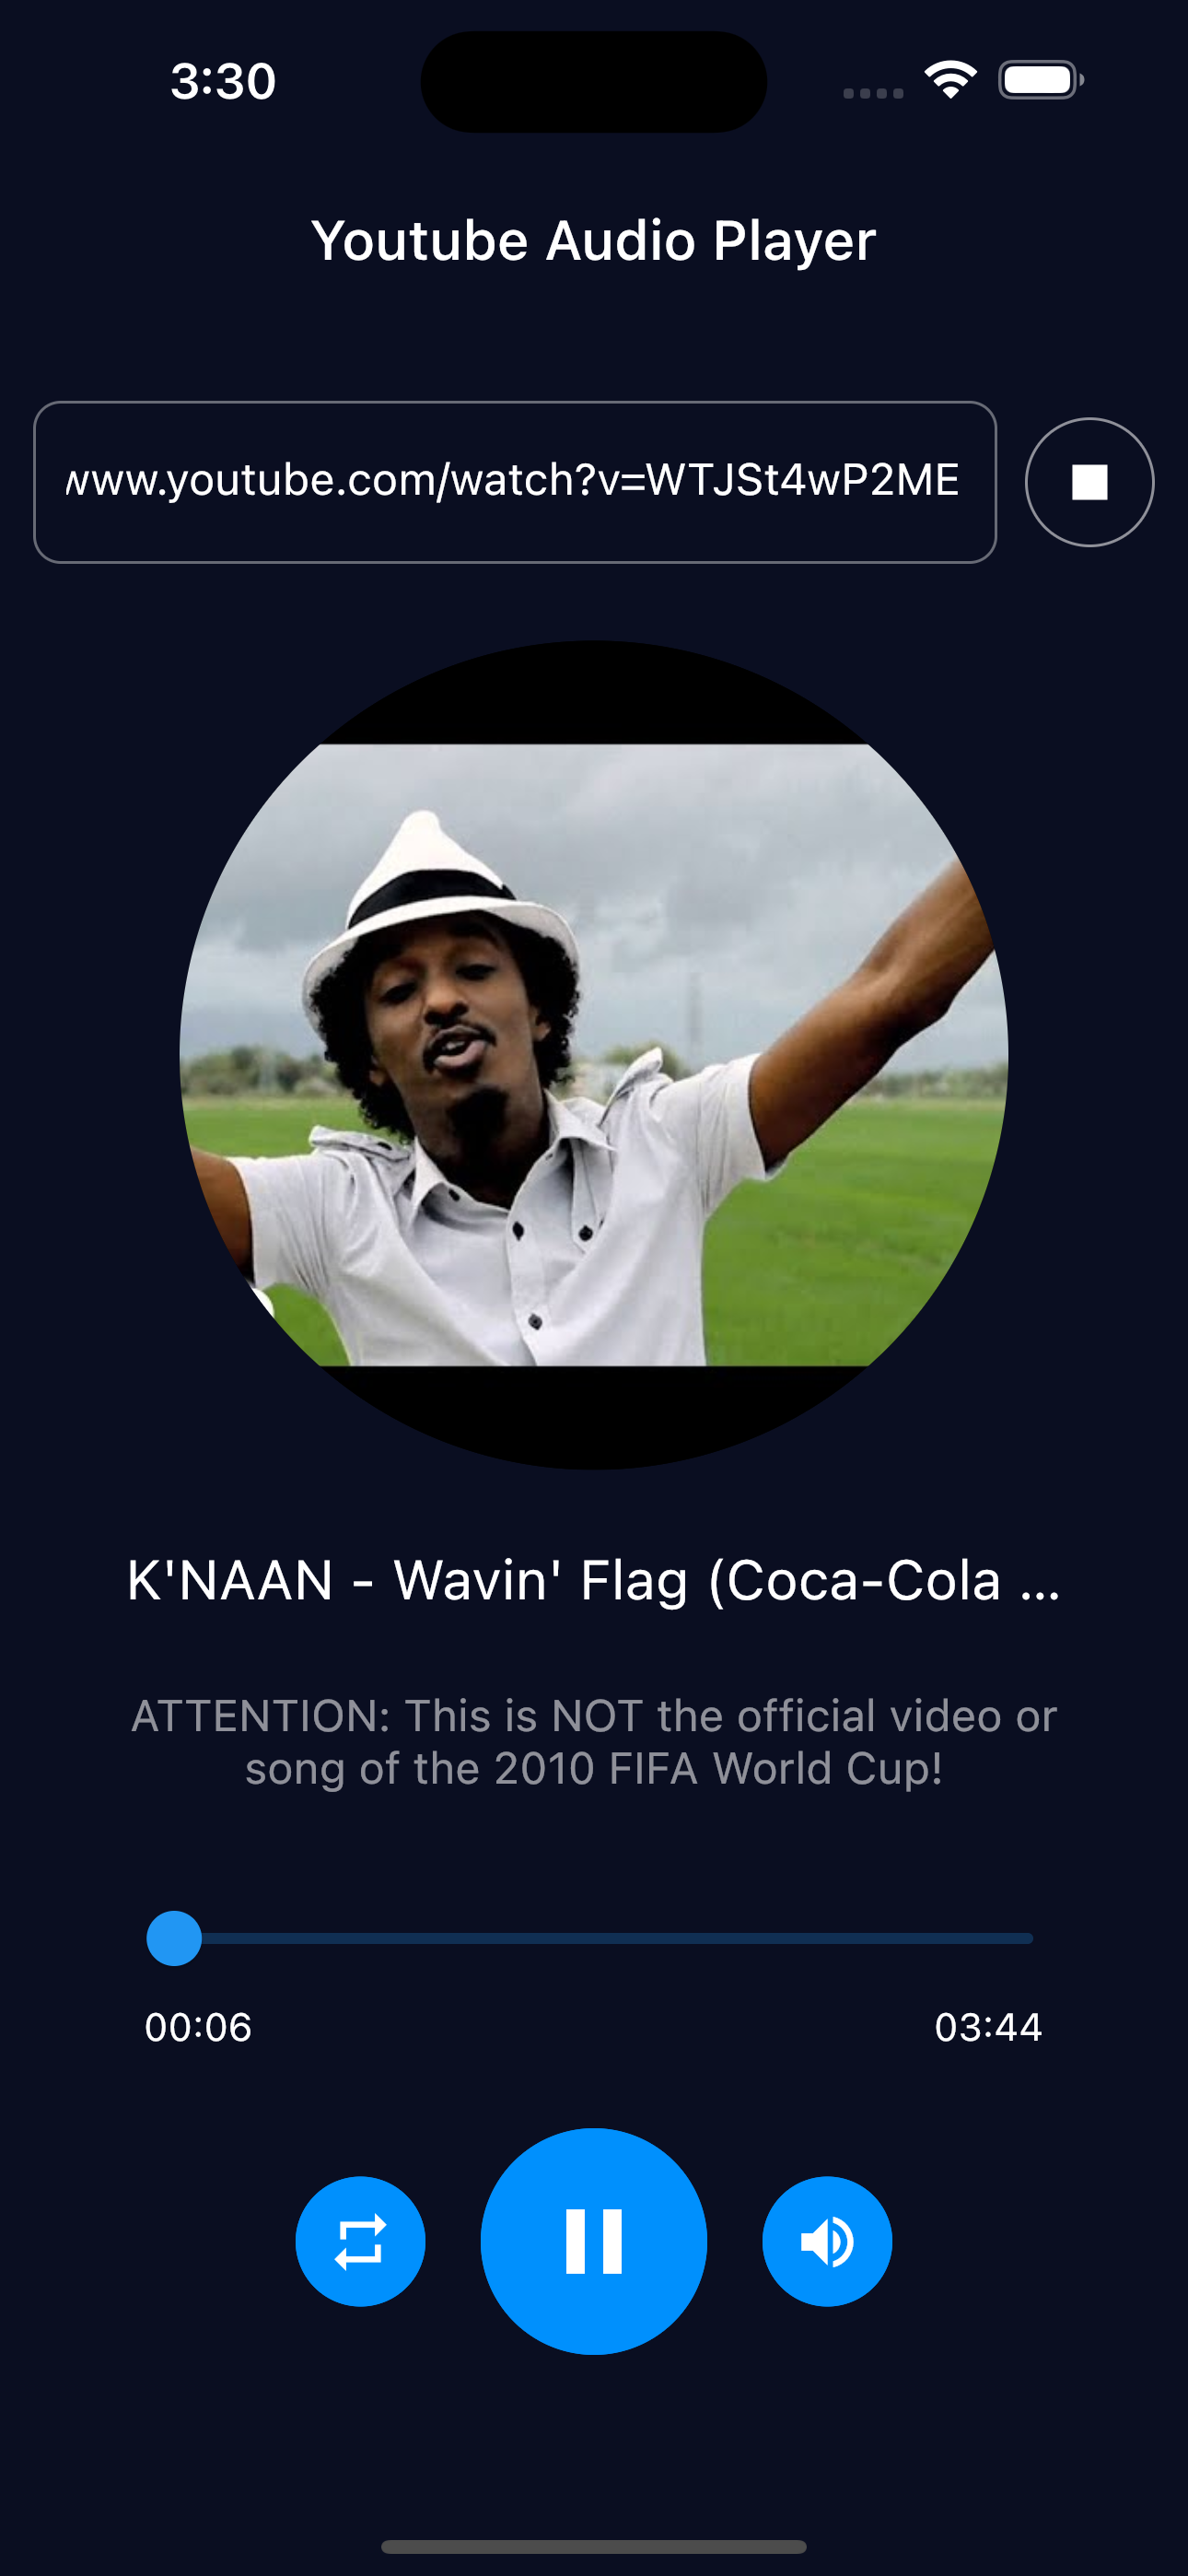 3:30
Youtube Audio Player
www.youtube.com/watch?v=WTJSt4wP2ME
K'NAAN - Wavin' Flag (Coca-Cola ...
ATTENTION: This is NOT the official video or
song of the 2010 FIFA World Cup!
00:06
03:44